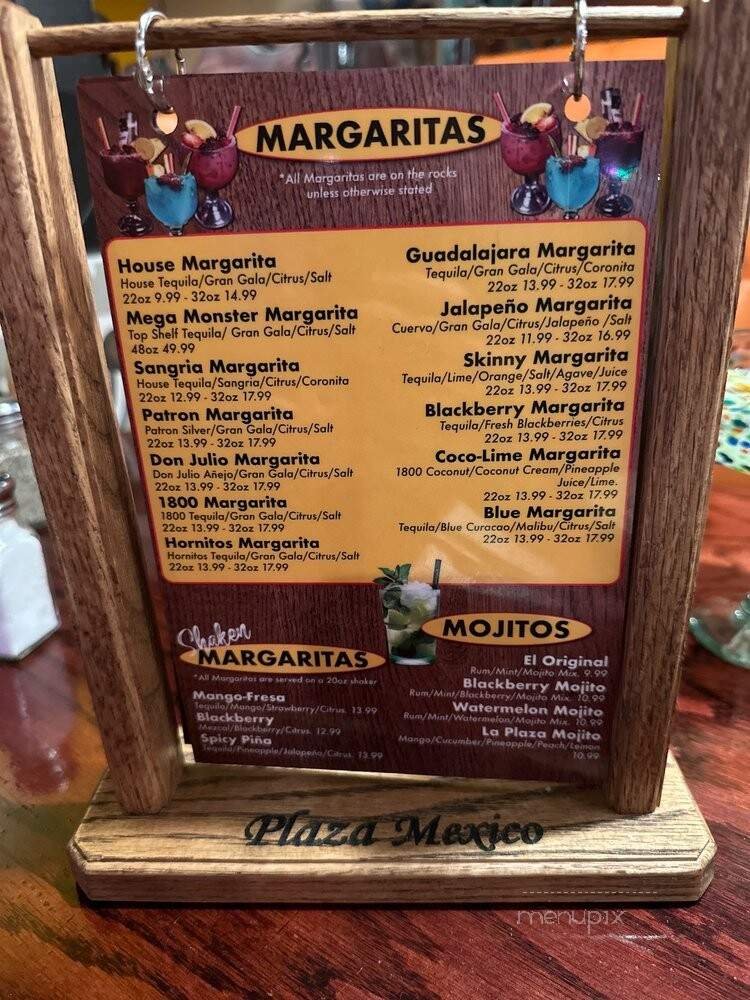 MARGARITAS
*All Margaritas are on the rocks
unless otherwise stated
House Margarita
House Tequila/Gran Gala/Citrus/Salt
22oz 9.99 - 32oz 14.99
Mega Monster Margarita
Top Shelf Tequila/ Gran Gala/Citrus/Salt
48oz 49.99
Sangria Margarita
House Tequila/Sangria/Citrus/Coronita
22oz 12.99 - 32oz 17.99
Patron Margarita
Patron Silver/Gran Gala/Citrus/Salt
22oz 13.99 - 32oz 17.99
Don Julio Margarita
Don Julio Añejo/Gran Gala/Citrus/Salt
22oz 13.99 - 32oz 17.99
1800 Margarita
1800 Tequila/Gran Gala/Citrus/Salt
22oz 13.99 - 32oz 17.99
Hornitos Margarita
Hornitos Tequila/Gran Gala/Citrus/Salt
22oz 13.99 - 32oz 17.99
Guadalajara Margarita
Tequila/Gran Gala/Citrus/Coronita
22oz 13.99 - 32oz 17.99
Jalapeño Margarita
Cuervo/Gran Gala/Citrus/Jalapeño /Salt
22oz 11.99 - 32oz 16.99
Skinny Margarita
Tequila/Lime/Orange/Salt/Agave/Juice
22oz 13.99 - 32oz 17.99
Blackberry Margarita
Tequila/Fresh Blackberries/Citrus
22oz 13.99 - 32oz 17.99
Coco-Lime Margarita
1800 Coconut/Coconut Cream/Pineapple
Juice/Lime.
22oz 13.99 - 32oz 17.99
Blue Margarita
Tequila/Blue Curacao/Malibu/Citrus/Salt
22oz 13.99 - 32oz 17.99
Shaken
MARGARITAS
*All Margaritas are served on a 20oz shaker
Mango-Fresa
Tequila/Mango/Strawberry/Citrus. 13.99
Blackberry
Mezcal/Blackberry/Citrus. 12.99
Spicy Piña
Tequila/Pineapple/Jalapeño/Citrus. 13.99
MOJITOS
El Original
Rum/Mint/Mojito Mix. 9.99
Blackberry Mojito
Rum/Mint/Blackberry/Mojito Mix. 10.99
Watermelon Mojito
Rum/Mint/Watermelon/Mojito Mix. 10.99
La Plaza Mojito
Mango/Cucumber/Pineapple/Peach/Lemon
10.99
Plaza Mexico
menupix